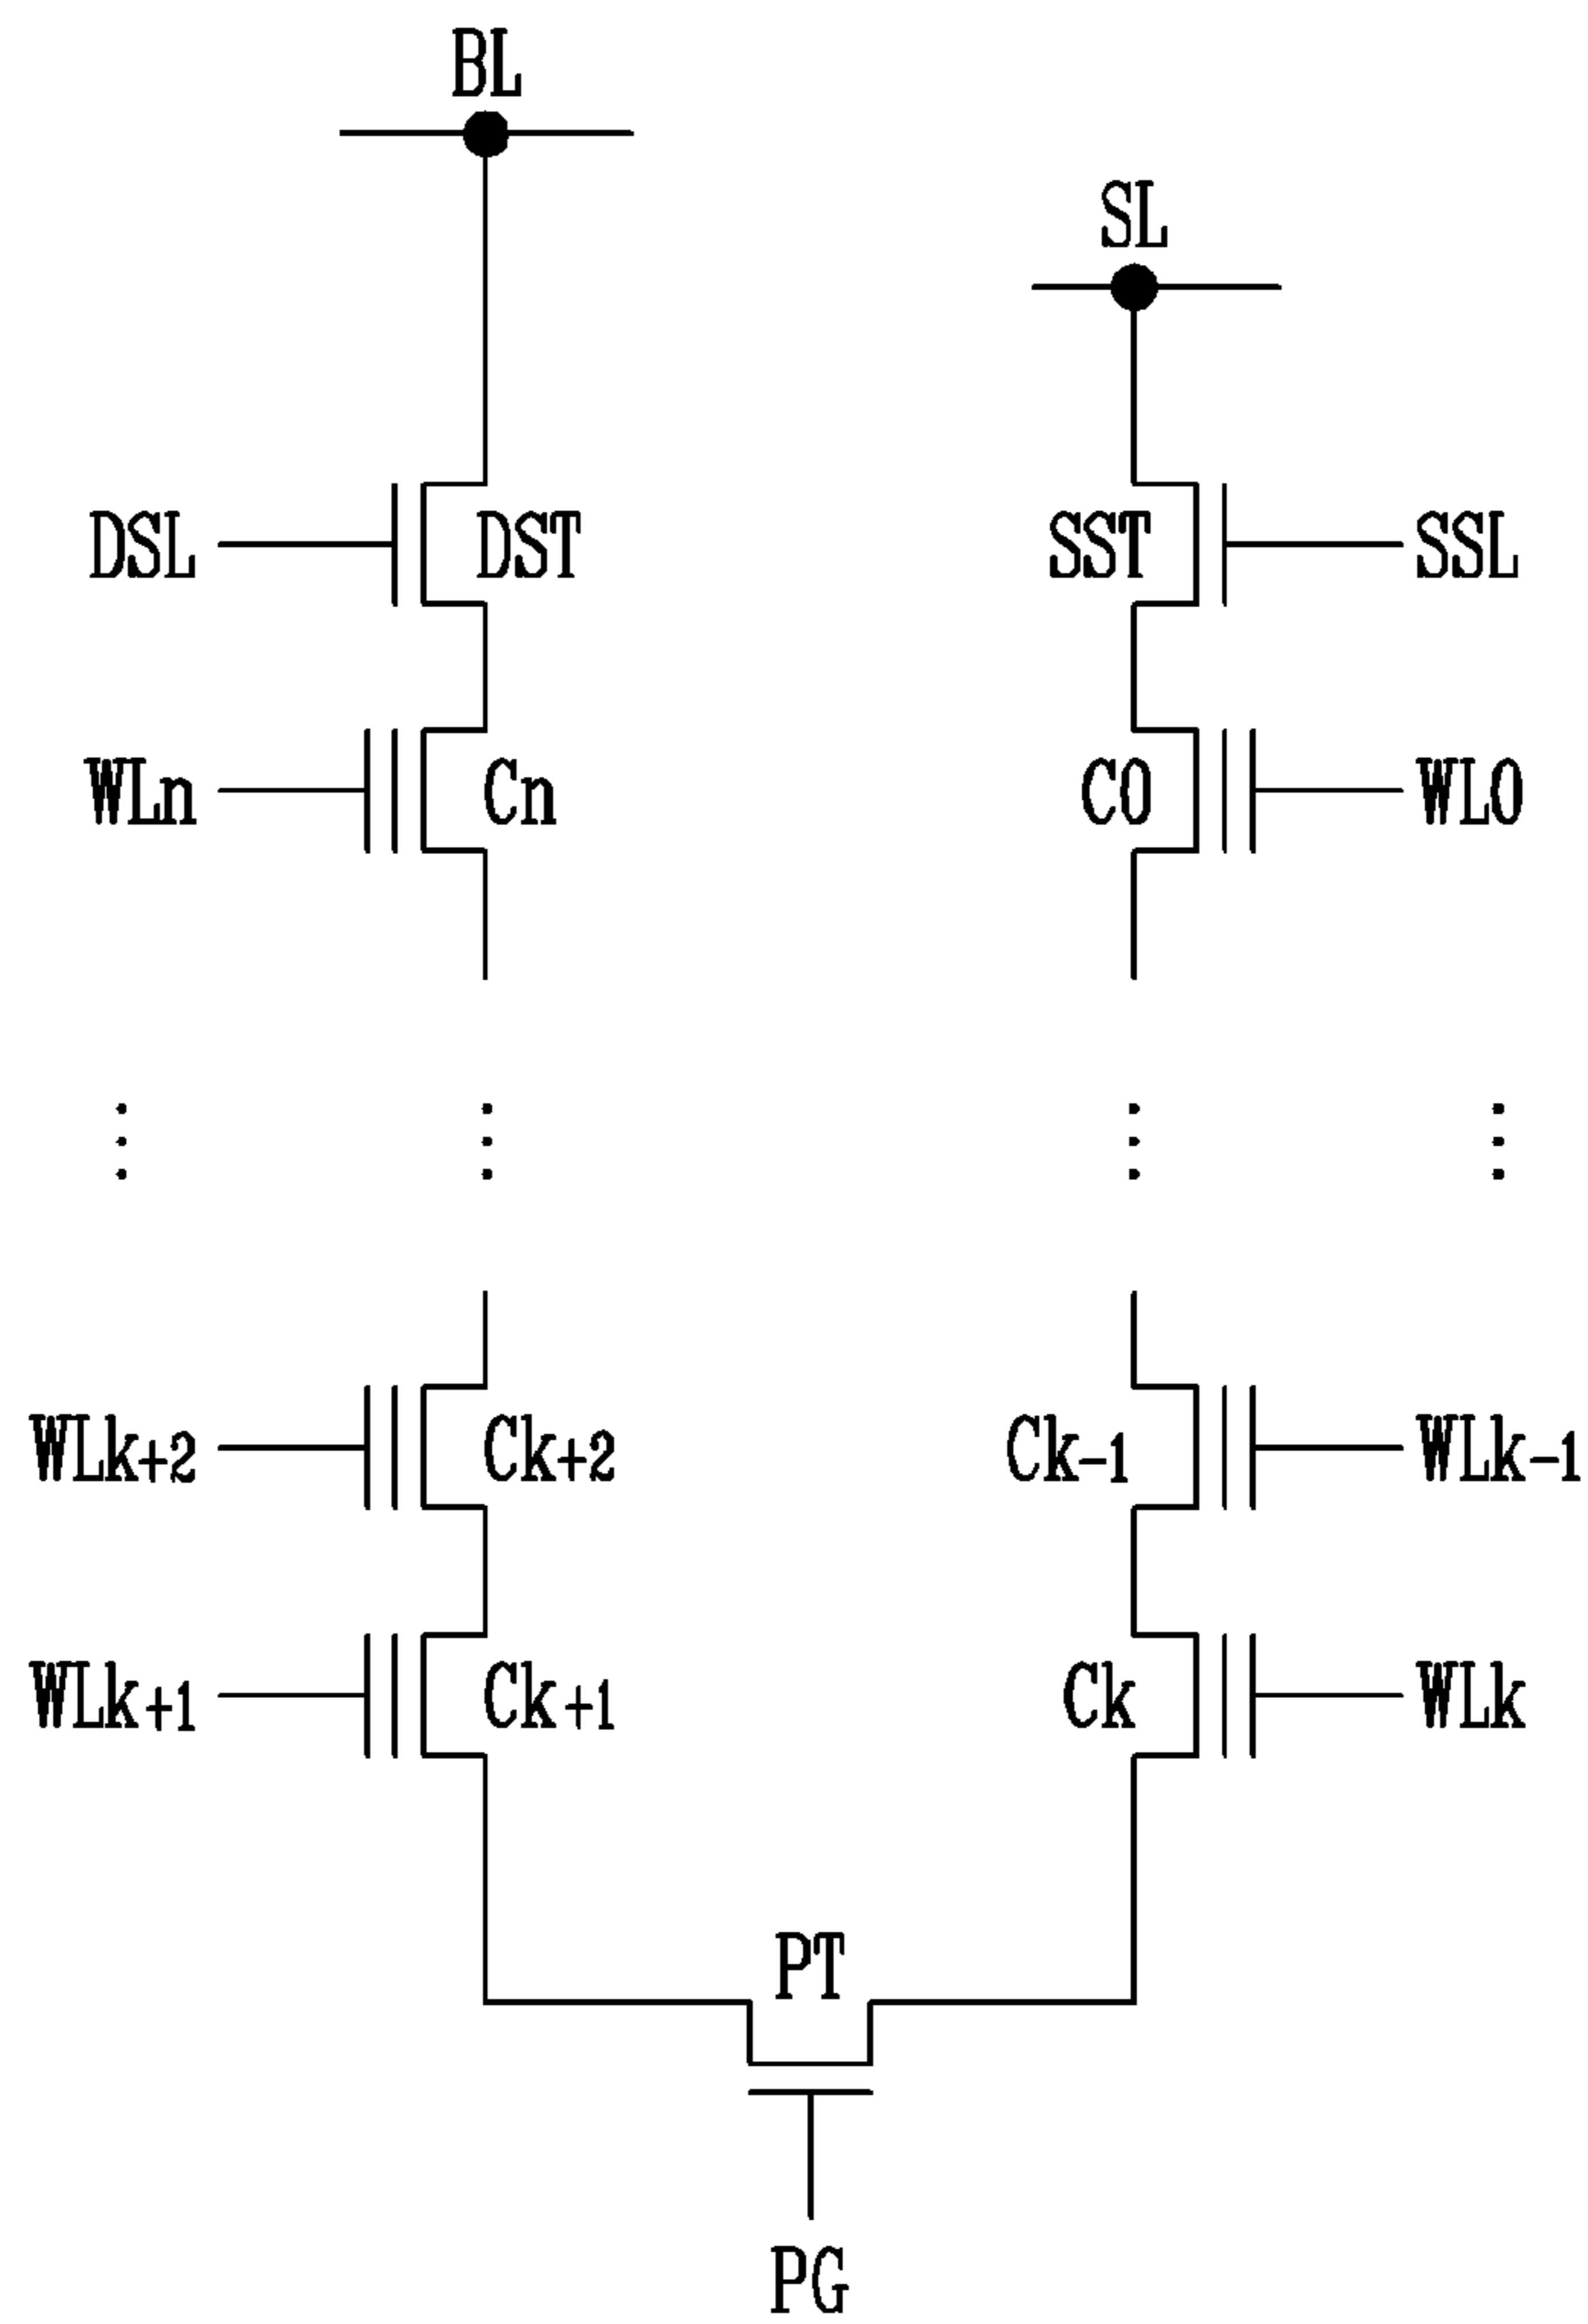 BL
SL
DSL DST SST SSL
WLn Cn C0 WL0
WLk+2 Ck+2 Ck-1 WLk-1
WLk+1 Ck+1 Ck WLk
PT
PG